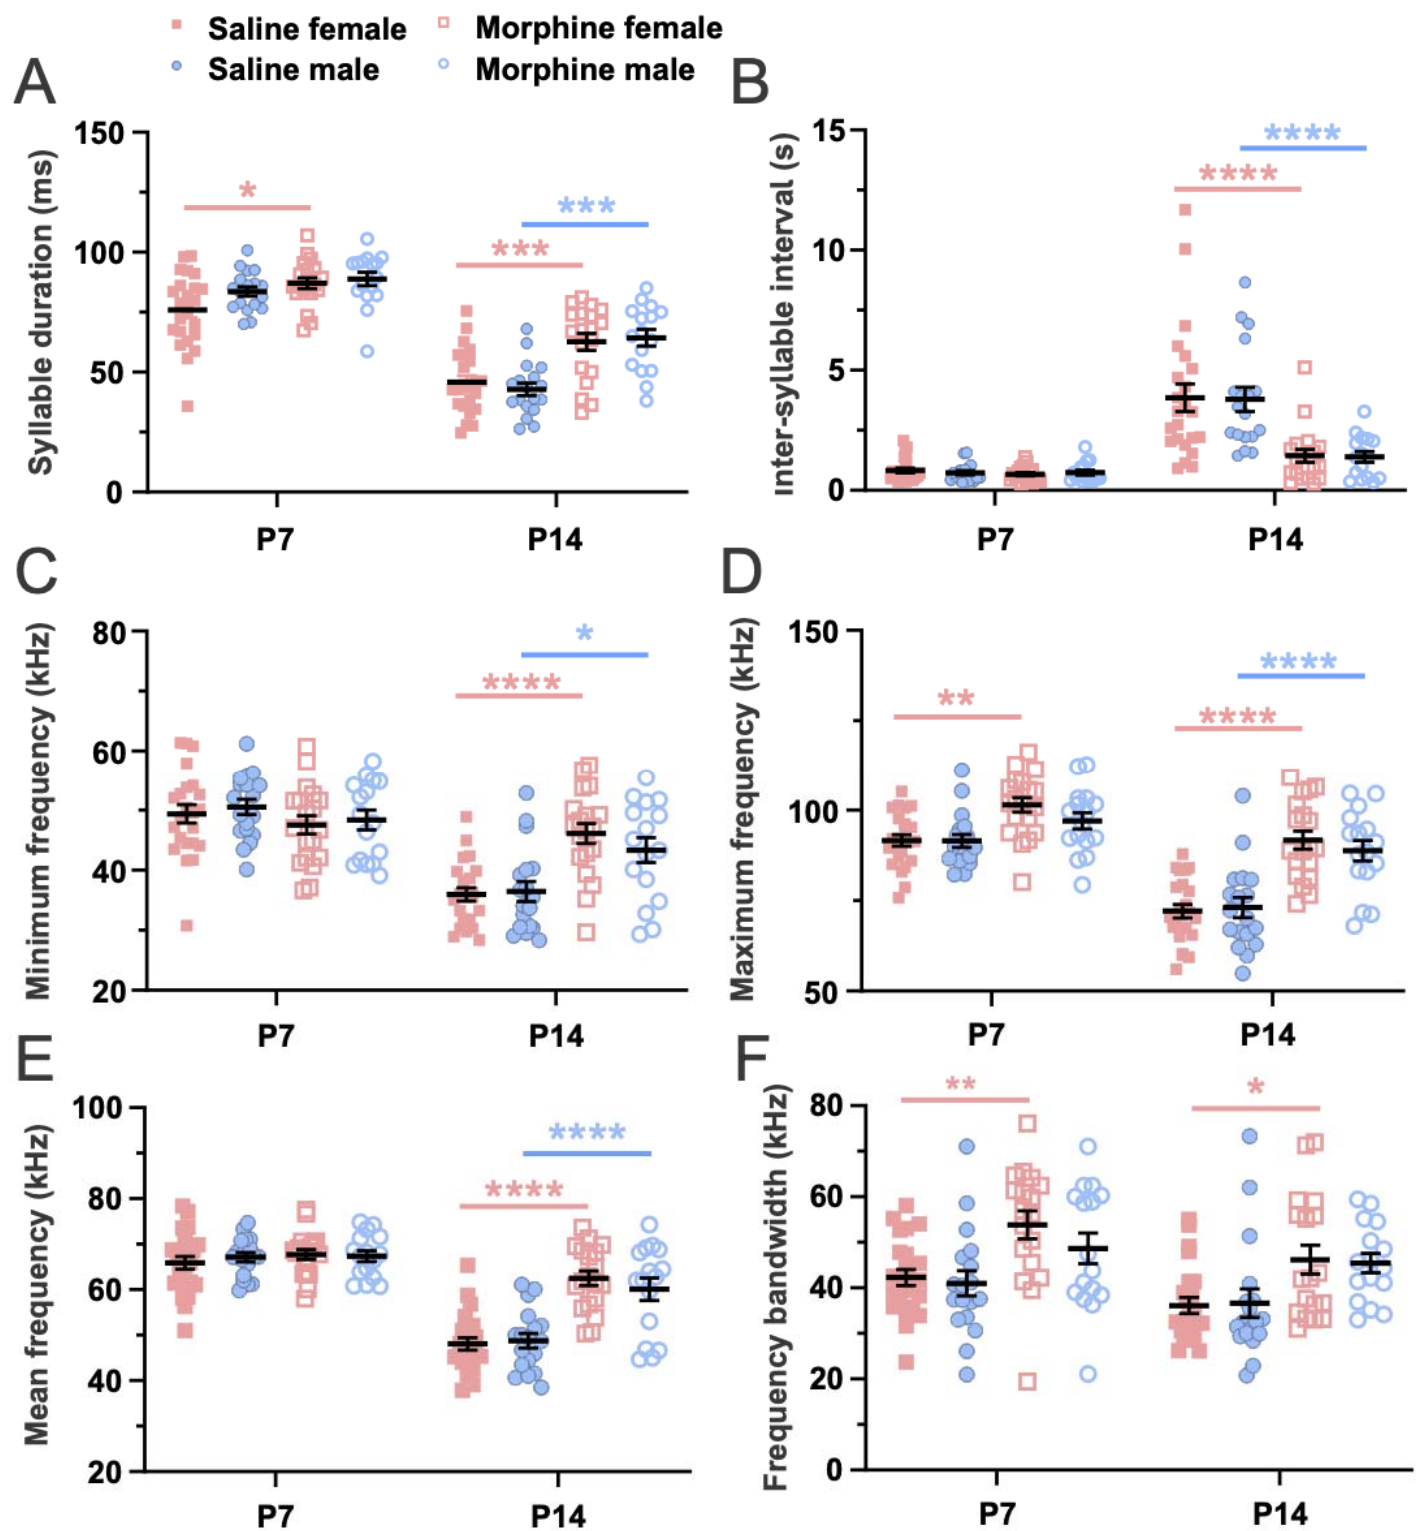 Saline female
Morphine female
Saline male
Morphine male
A
B
Syllable duration (ms)
150
100
50
0
*
***
***
P7
P14
Inter-syllable interval (s)
15
10
5
0
****
****
P7
P14
C
D
Minimum frequency (kHz)
80
60
40
20
*
****
P7
P14
Maximum frequency (kHz)
150
100
50
**
****
****
P7
P14
E
F
Mean frequency (kHz)
100
80
60
40
20
****
****
P7
P14
Frequency bandwidth (kHz)
80
60
40
20
0
**
*
P7
P14